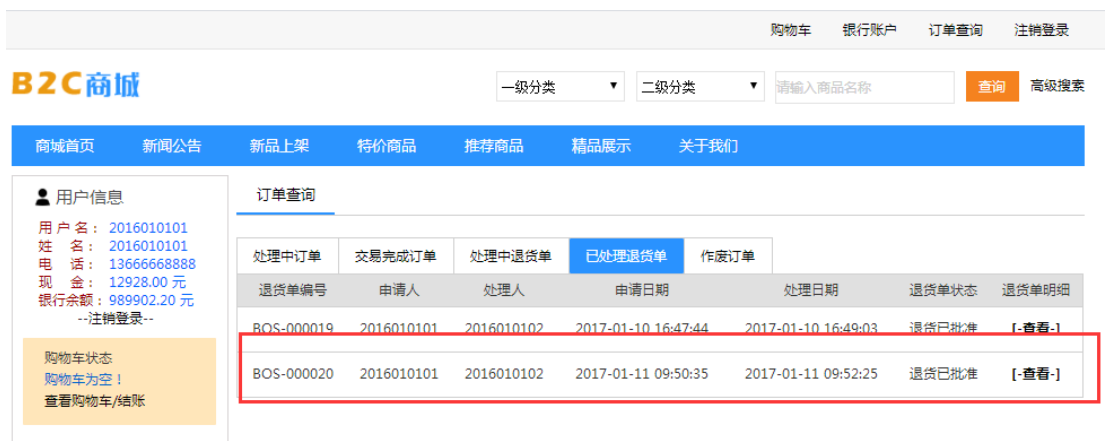 购物车 银行账户 订单查询 注销登录
B2C商城 一级分类 二级分类 请输入商品名称 查询 高级搜索
商城首页 新闻公告 新品上架 特价商品 推荐商品 精品展示 关于我们
用户信息
用 户 名： 2016010101
姓 名： 2016010101
电 话： 13666668888
现 金： 12928.00 元
银行余额：989902.20 元
--注销登录--
购物车状态
购物车为空！
查看购物车/结账
订单查询
处理中订单 交易完成订单 处理中退货单 已处理退货单 作废订单
退货单编号 申请人 处理人 申请日期 处理日期 退货单状态 退货单明细
BOS-000019 2016010101 2016010102 2017-01-10 16:47:44 2017-01-10 16:49:03 退货已批准 [-查看-]
BOS-000020 2016010101 2016010102 2017-01-11 09:50:35 2017-01-11 09:52:25 退货已批准 [-查看-]